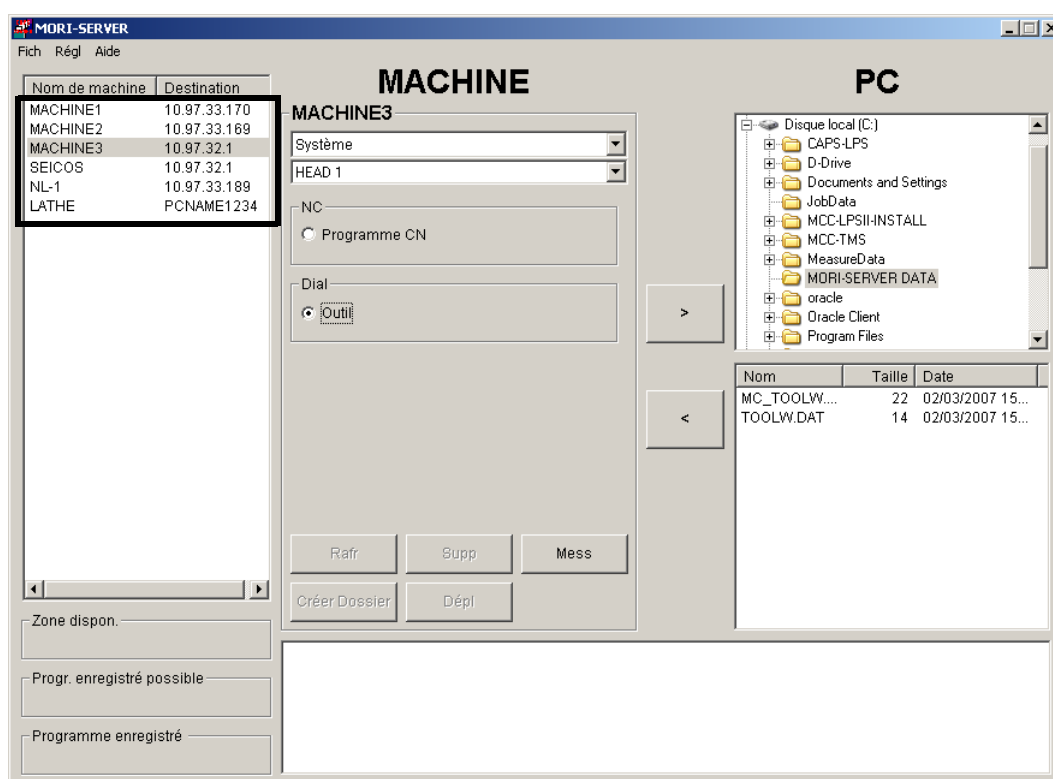 MORI-SERVER
Fich Régl Aide
MACHINE
PC
Nom de machine Destination
MACHINE1 10.97.33.170
MACHINE2 10.97.33.169
MACHINE3 10.97.32.1
SEICOS 10.97.32.1
NL-1 10.97.33.189
LATHE PCNAME1234
Zone dispon.
Progr. enregistré possible
Programme enregistré
MACHINE3
Système
HEAD 1
NC
Programme CN
Dial
Outil
Rafr Supp Mess
Créer Dossier Dépl
>
<
Disque local (C:)
CAPS-LPS
D-Drive
Documents and Settings
JobData
MCC-LPSII-INSTALL
MCC-TMS
MeasureData
MORI-SERVER DATA
oracle
Oracle Client
Program Files
Nom Taille Date
MC_TOOLW.... 22 02/03/2007 15...
TOOLW.DAT 14 02/03/2007 15...